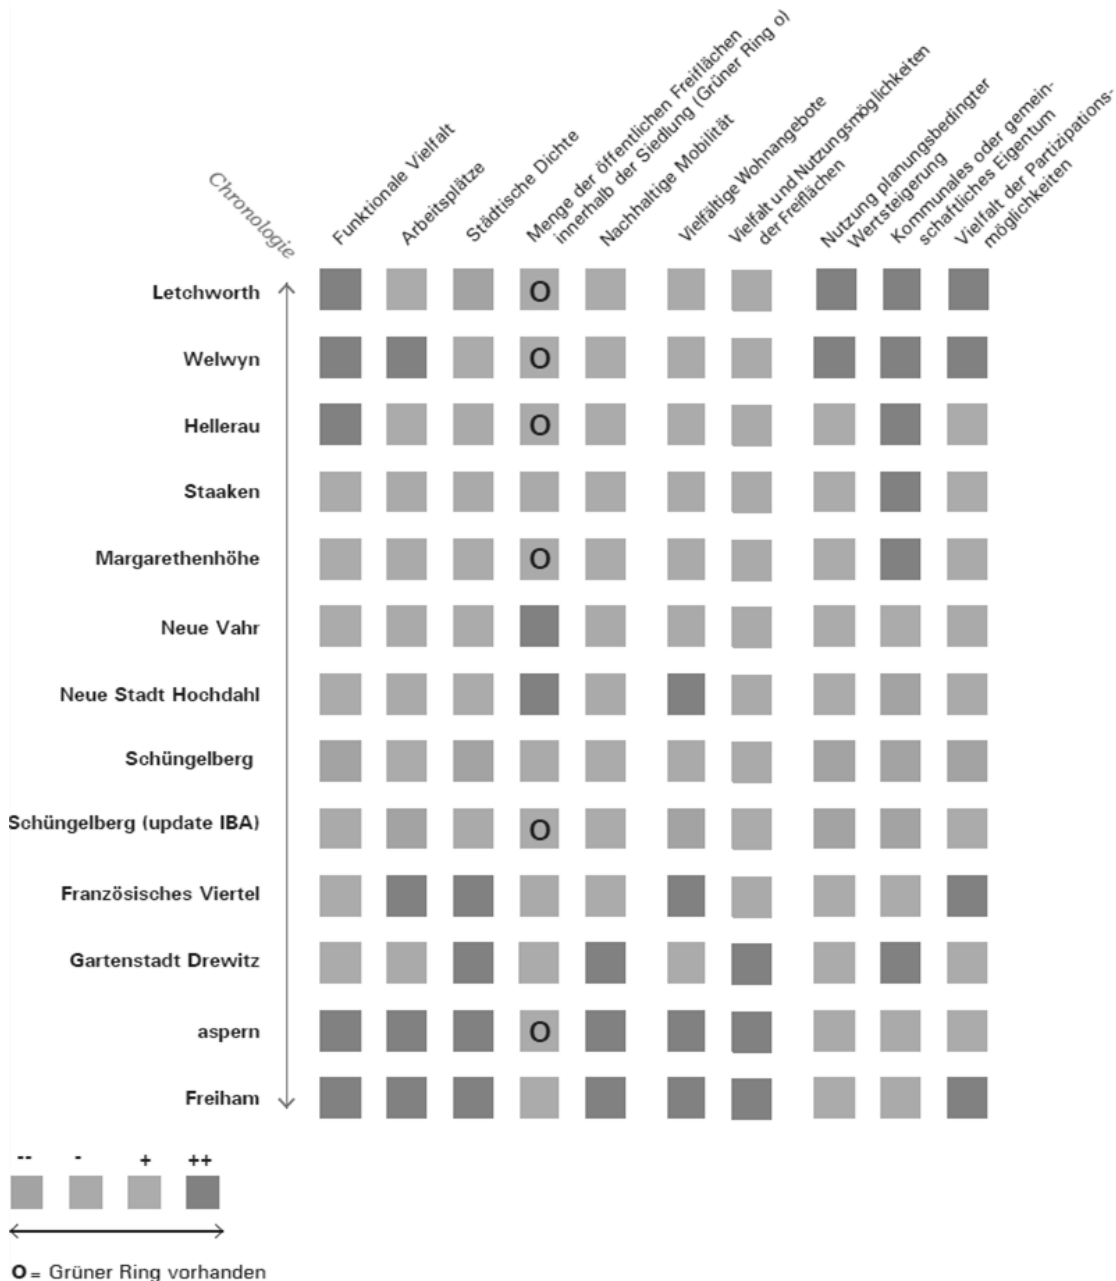 Chronologie
Funktionale Vielfalt
Arbeitsplätze
Städtische Dichte
Menge der öffentlichen Freiflächen
innerhalb der Siedlung (Grüner Ring o)
Nachhaltige Mobilität
Vielfältige Wohnangebote
Vielfalt und Nutzungsmöglichkeiten
der Freiflächen
Nutzung planungsbedingter
Wertsteigerung
Kommunales oder gemein-
schaftliches Eigentum
Vielfalt der Partizipations-
möglichkeiten
Letchworth
O
Welwyn
O
Hellerau
O
Staaken
Margarethenhöhe
O
Neue Vahr
Neue Stadt Hochdahl
Schüngelberg
Schüngelberg (update IBA)
O
Französisches Viertel
Gartenstadt Drewitz
aspern
O
Freiham
-- - + ++
O = Grüner Ring vorhanden